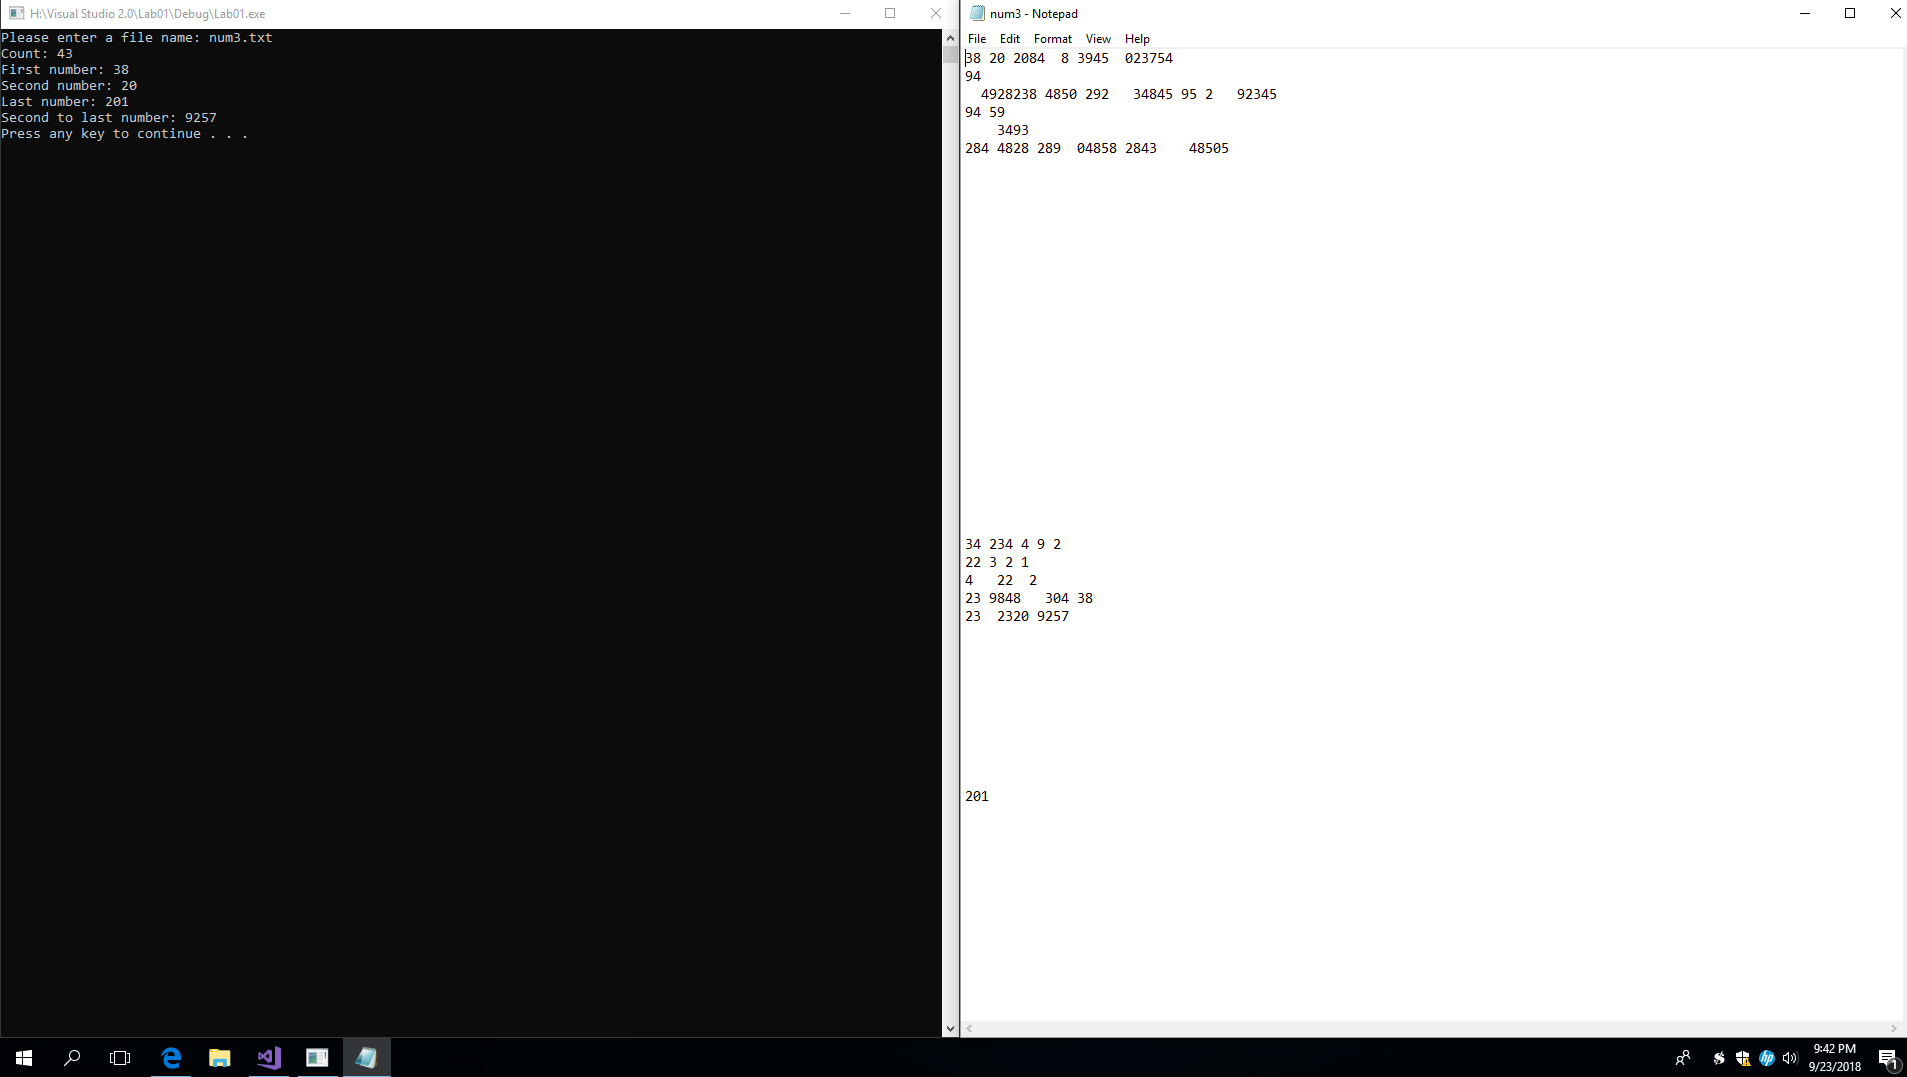 H:\Visual Studio 2.0\Lab01\Debug\Lab01.exe
Please enter a file name: num3.txt
Count: 43
First number: 38
Second number: 20
Last number: 201
Second to last number: 9257
Press any key to continue . . .
num3 - Notepad
File Edit Format View Help
38 20 2084  8 3945  023754
94
  4928238 4850 292   34845 95 2   92345
94 59
    3493
284 4828 289  04858 2843    48505
34 234 4 9 2
22 3 2 1
4   22  2
23 9848   304 38
23  2320 9257
201
hp
9:42 PM
9/23/2018
1